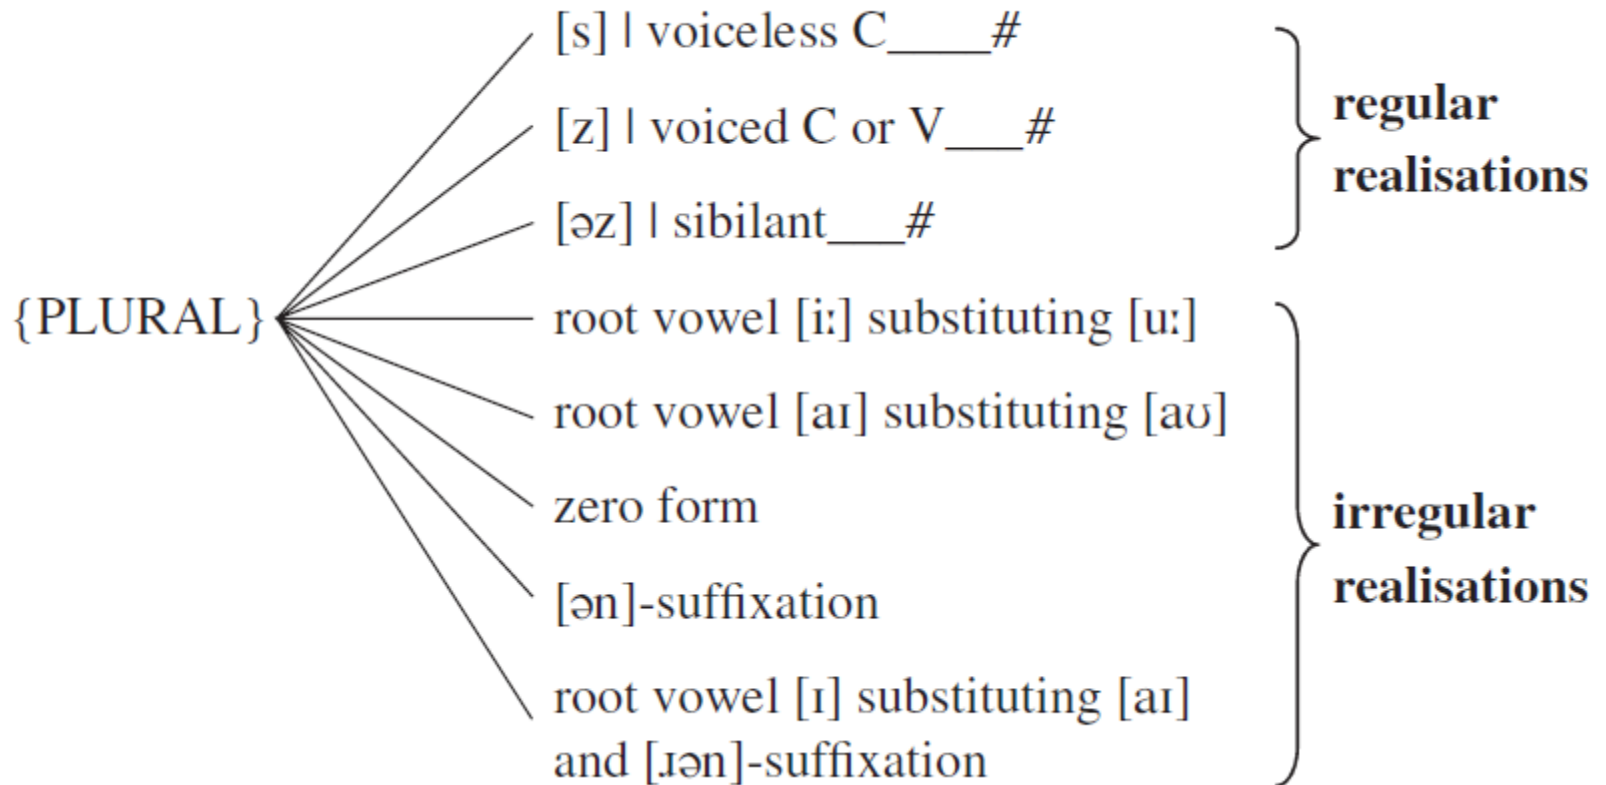 [s] | voiceless C____#
[z] | voiced C or V___#
[əz] | sibilant___#
regular
realisations
{PLURAL}
root vowel [iː] substituting [uː]
root vowel [aɪ] substituting [aʊ]
zero form
[ən]-suffixation
root vowel [ɪ] substituting [aɪ]
and [ɹən]-suffixation
irregular
realisations